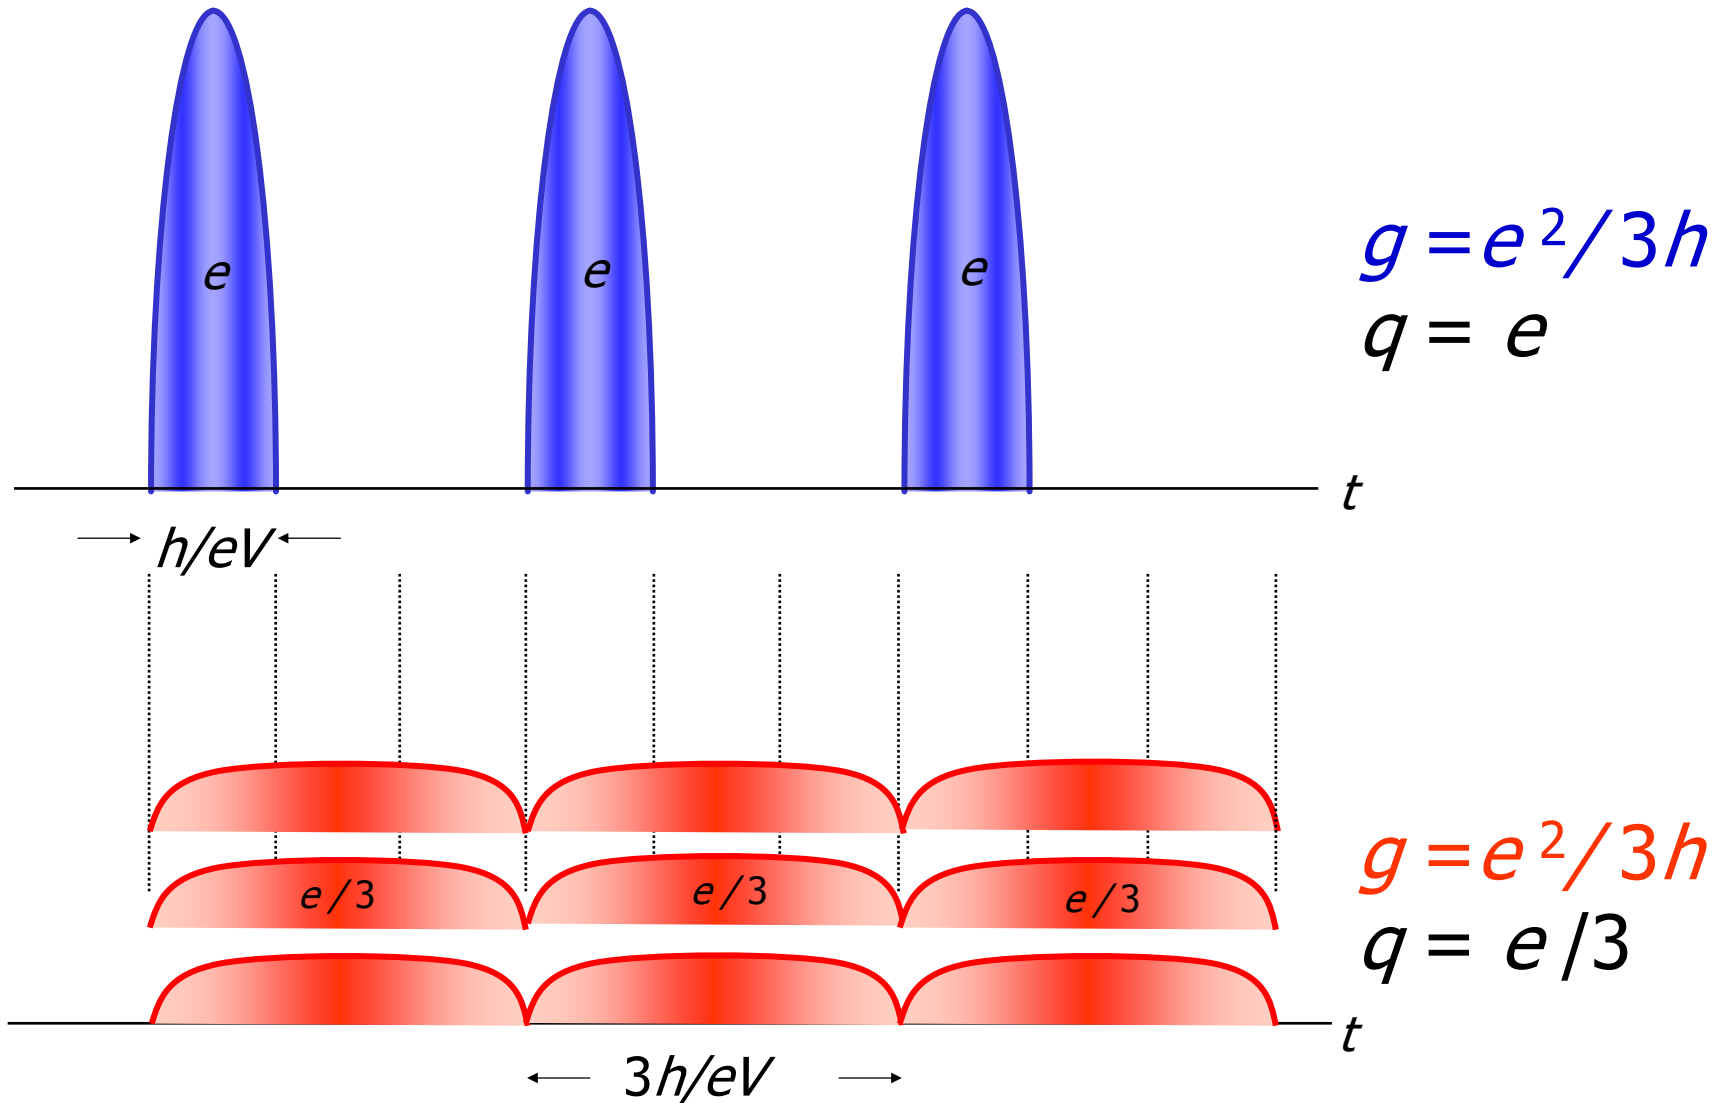 e e e
g = e²/3h
q = e
t
h/eV
e/3 e/3 e/3
g = e²/3h
q = e/3
t
3h/eV